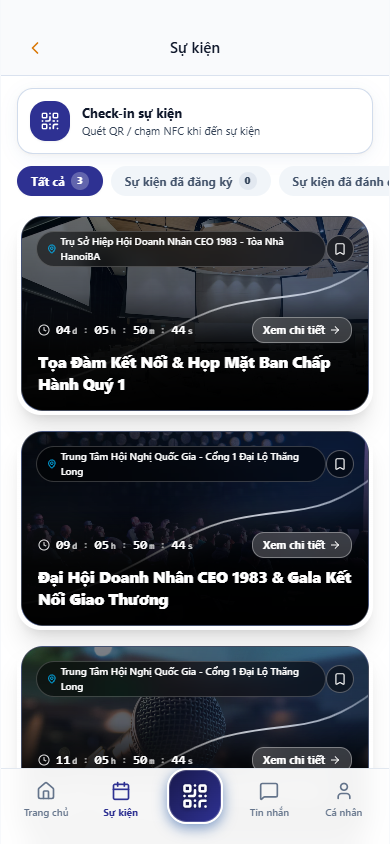 Sự kiện
Check-in sự kiện
Quét QR / chạm NFC khi đến sự kiện
Tất cả 3
Sự kiện đã đăng ký 0
Sự kiện đã đánh
Trụ Sở Hiệp Hội Doanh Nhân CEO 1983 - Tòa Nhà
HanoiBA
04d : 05h : 50m : 44s
Xem chi tiết →
Tọa Đàm Kết Nối & Họp Mặt Ban Chấp
Hành Quý 1
Trung Tâm Hội Nghị Quốc Gia - Cổng 1 Đại Lộ Thăng
Long
09d : 05h : 50m : 44s
Xem chi tiết →
Đại Hội Doanh Nhân CEO 1983 & Gala Kết
Nối Giao Thương
Trung Tâm Hội Nghị Quốc Gia - Cổng 1 Đại Lộ Thăng
Long
11d : 05h : 50m : 44s
Xem chi tiết →
Trang chủ
Sự kiện
Tin nhắn
Cá nhân